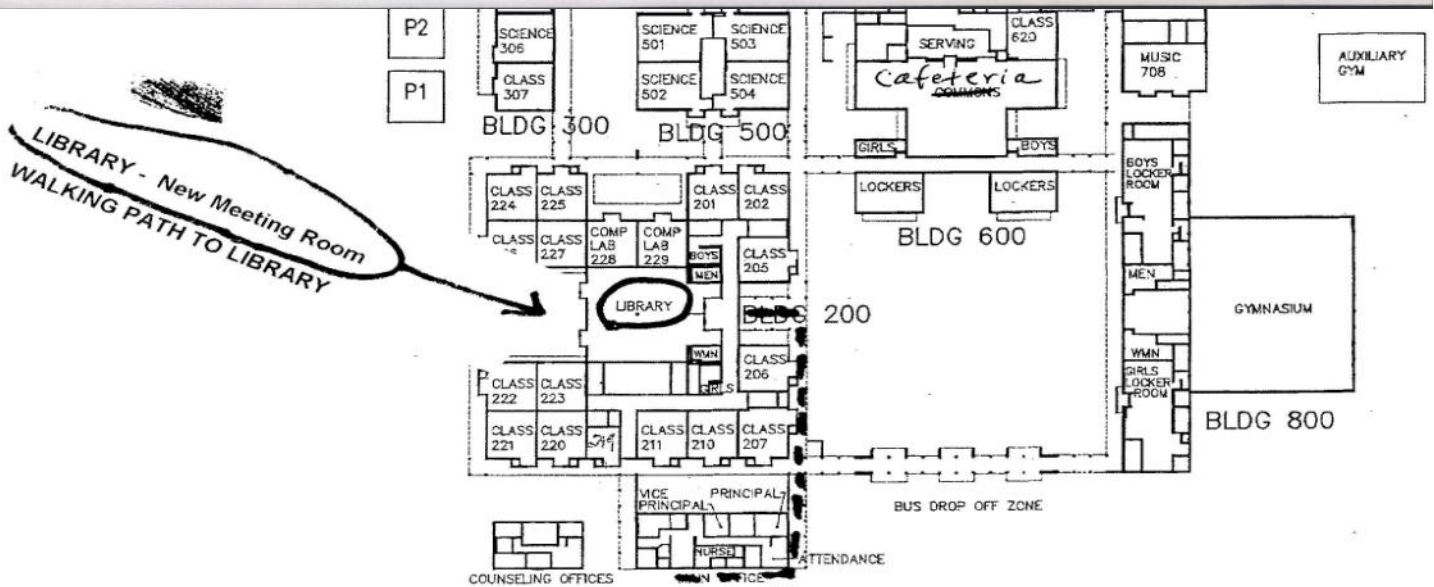 P2
SCIENCE
306
SCIENCE
501
SCIENCE
503
SERVING
CLASS
620
MUSIC
708
AUXILIARY
GYM
P1
CLASS
307
SCIENCE
502
SCIENCE
504
Cafeteria
COMMONS
BLDG 300
BLDG 500
GIRLS
BOYS
LIBRARY - New Meeting Room
WALKING PATH TO LIBRARY
CLASS
224
CLASS
225
CLASS
201
CLASS
202
LOCKERS
LOCKERS
BOYS
LOCKER
ROOM
BLDG 600
CLASS
CLASS
227
COMP
LAB
228
COMP
LAB
229
BOYS
MEN
CLASS
205
MEN
LIBRARY
BLDG 200
GYMNASIUM
WMN
CLASS
206
WMN
GIRLS
LOCKER
ROOM
CLASS
222
CLASS
223
GIRLS
BLDG 800
CLASS
221
CLASS
220
219
CLASS
211
CLASS
210
CLASS
207
VICE
PRINCIPAL
PRINCIPAL
BUS DROP OFF ZONE
NURSE
ATTENDANCE
COUNSELING OFFICES
OFFICE